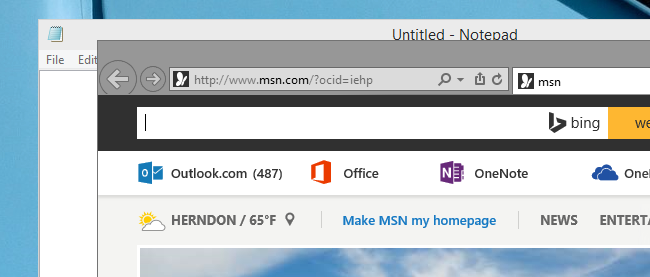 Untitled - Notepad
File Edit
http://www.msn.com/?ocid=iehp
msn
bing
we
Outlook.com (487) Office OneNote One
HERNDON / 65°F Make MSN my homepage NEWS ENTERT